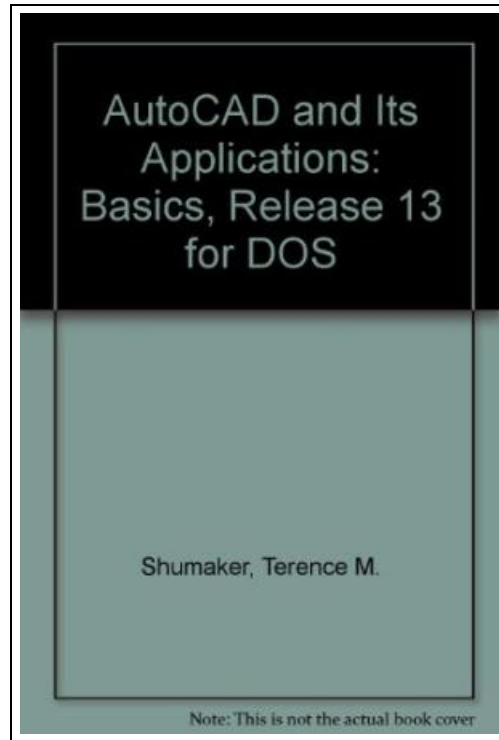 AutoCAD and Its
Applications:
Basics, Release 13
for DOS
Shumaker, Terence M.
Note: This is not the actual book cover